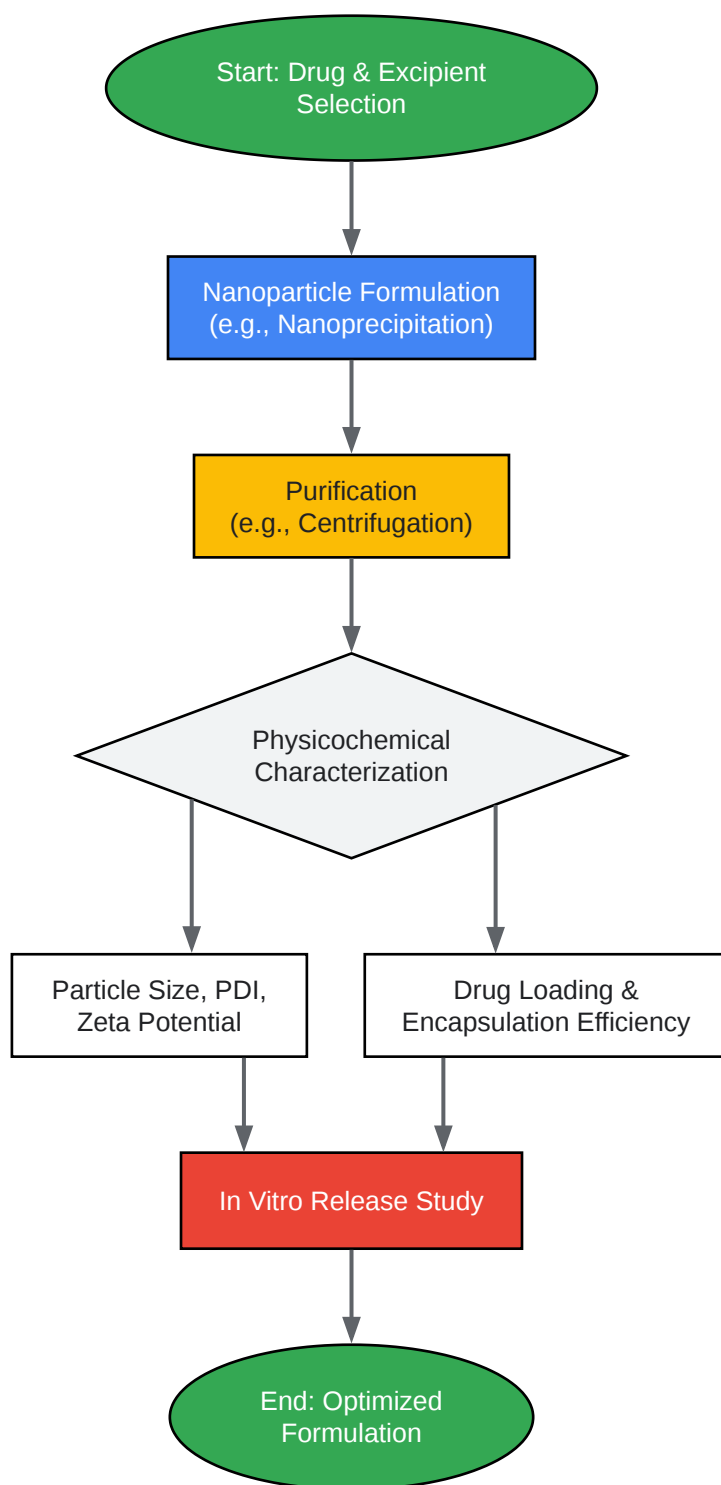 Start: Drug & Excipient
Selection
Nanoparticle Formulation
(e.g., Nanoprecipitation)
Purification
(e.g., Centrifugation)
Physicochemical
Characterization
Particle Size, PDI,
Zeta Potential
Drug Loading &
Encapsulation Efficiency
In Vitro Release Study
End: Optimized
Formulation